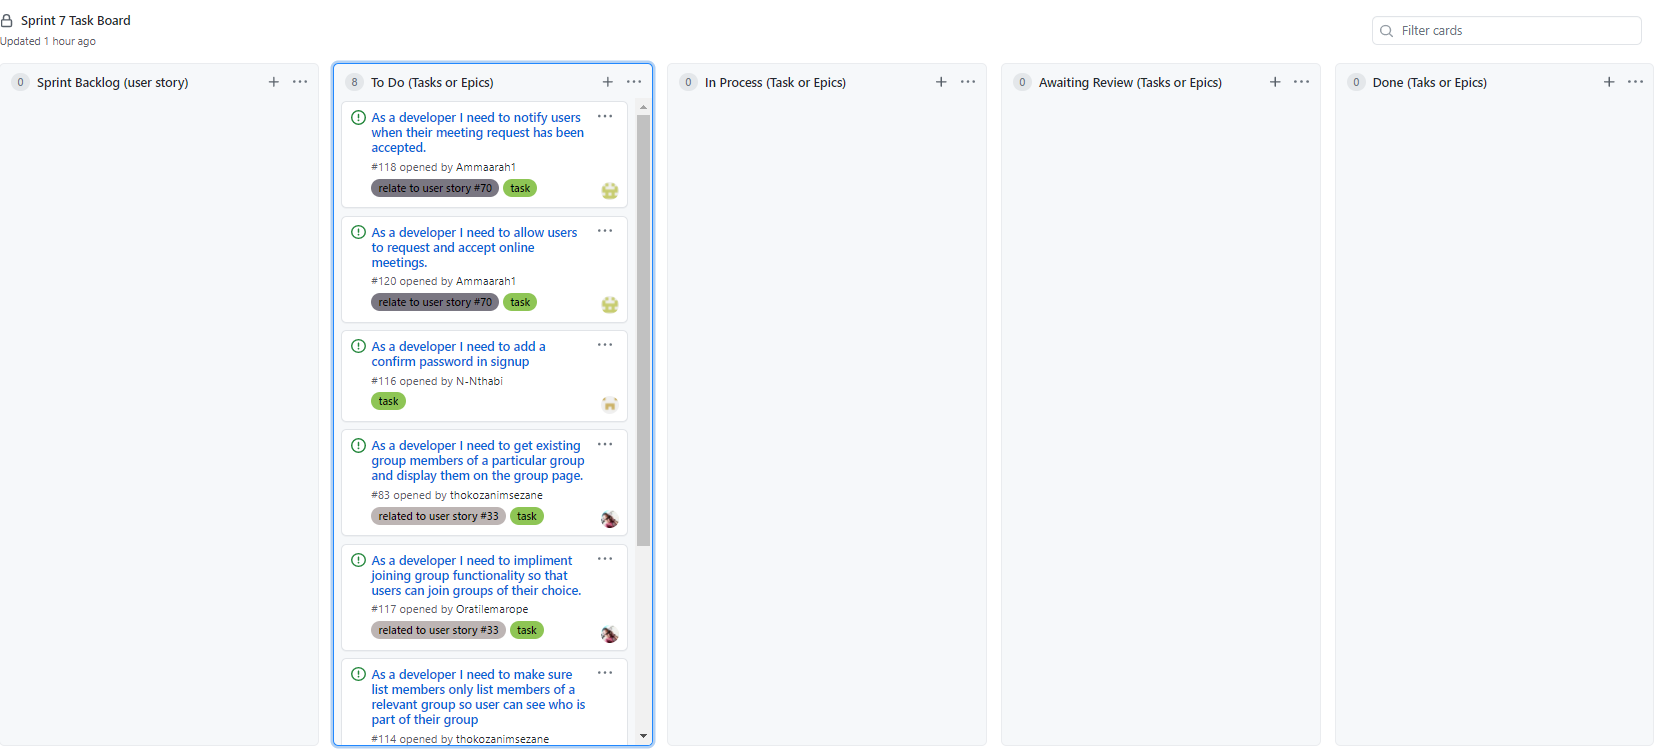 Sprint 7 Task Board
Updated 1 hour ago
Filter cards
0 Sprint Backlog (user story)
8 To Do (Tasks or Epics)
As a developer I need to notify users
when their meeting request has been
accepted.
#118 opened by Ammaarah1
relate to user story #70 task
As a developer I need to allow users
to request and accept online
meetings.
#120 opened by Ammaarah1
relate to user story #70 task
As a developer I need to add a
confirm password in signup
#116 opened by N-Nthabi
task
As a developer I need to get existing
group members of a particular group
and display them on the group page.
#83 opened by thokozanimsezane
related to user story #33 task
As a developer I need to impliment
joining group functionality so that
users can join groups of their choice.
#117 opened by Oratilemarope
related to user story #33 task
As a developer I need to make sure
list members only list members of a
relevant group so user can see who is
part of their group
#114 opened by thokozanimsezane
0 In Process (Task or Epics)
0 Awaiting Review (Tasks or Epics)
0 Done (Taks or Epics)